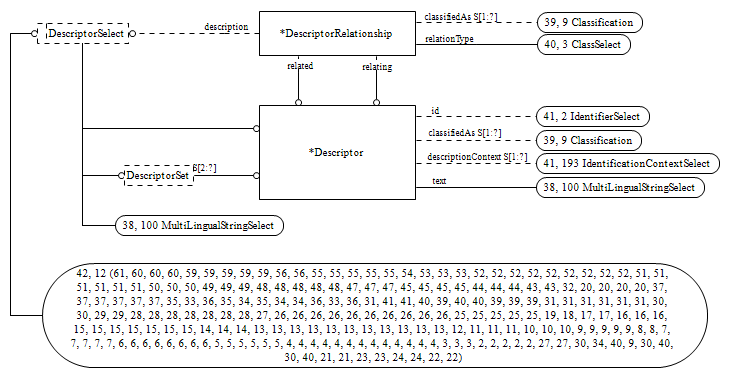 classifiedAs S[1:?]
39, 9 Classification
DescriptorSelect
description
*DescriptorRelationship
relationType
40, 3 ClassSelect
related
relating
id
41, 2 IdentifierSelect
classifiedAs S[1:?]
39, 9 Classification
*Descriptor
descriptionContext S[1:?]
41, 193 IdentificationContextSelect
DescriptorSet
S[2:?]
text
38, 100 MultiLingualStringSelect
38, 100 MultiLingualStringSelect
42, 12 (61, 60, 60, 60, 59, 59, 59, 59, 59, 56, 56, 55, 55, 55, 55, 55, 54, 53, 53, 53, 52, 52, 52, 52, 52, 52, 52, 52, 51, 51,
51, 51, 51, 51, 50, 50, 50, 49, 49, 49, 48, 48, 48, 48, 47, 47, 45, 45, 45, 45, 44, 44, 44, 43, 43, 32, 20, 20, 20, 20, 37,
37, 37, 37, 37, 37, 35, 33, 36, 35, 34, 35, 34, 34, 36, 33, 36, 31, 41, 41, 40, 39, 40, 40, 39, 39, 39, 31, 31, 31, 31, 31, 31, 30,
30, 29, 29, 28, 28, 28, 28, 28, 28, 28, 27, 26, 26, 26, 26, 26, 26, 26, 26, 26, 25, 25, 25, 25, 25, 19, 18, 17, 17, 16, 16, 16,
15, 15, 15, 15, 15, 15, 15, 14, 14, 14, 13, 13, 13, 13, 13, 13, 13, 13, 13, 13, 12, 11, 11, 11, 10, 10, 10, 9, 9, 9, 9, 9, 8, 8, 7,
7, 7, 7, 7, 6, 6, 6, 6, 6, 6, 6, 5, 5, 5, 5, 5, 4, 4, 4, 4, 4, 4, 4, 4, 4, 4, 4, 4, 4, 4, 4, 3, 3, 3, 2, 2, 2, 2, 2, 27, 27, 30, 34, 40, 9, 30, 40,
30, 40, 21, 21, 23, 23, 24, 24, 22, 22)